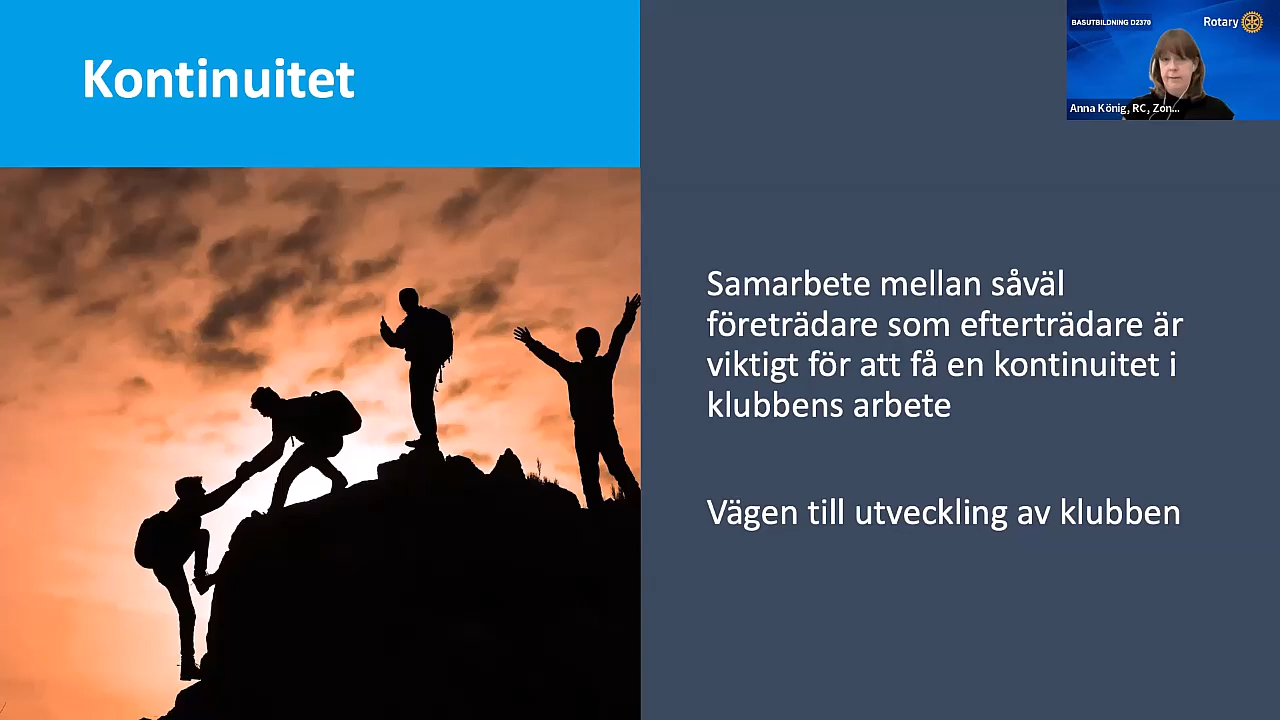 Kontinuitet
BASUTBILDNING D2370
Rotary
Anna König, RC, Zon...
Samarbete mellan såväl
företrädare som efterträdare är
viktigt för att få en kontinuitet i
klubbens arbete
Vägen till utveckling av klubben